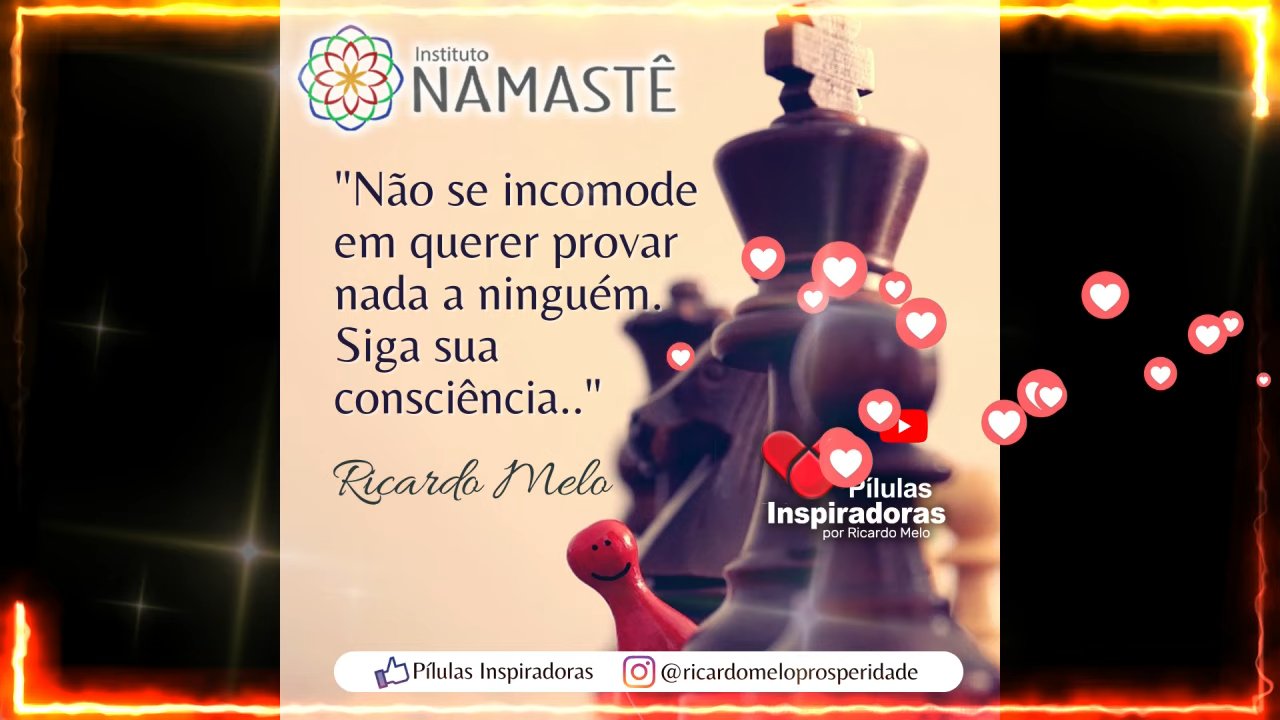 Instituto
NAMASTÊ
"Não se incomode
em querer provar
nada a ninguém.
Siga sua
consciência.."
Ricardo Melo
Pílulas
Inspiradoras
por Ricardo Melo
Pílulas Inspiradoras @ricardomeloprosperidade